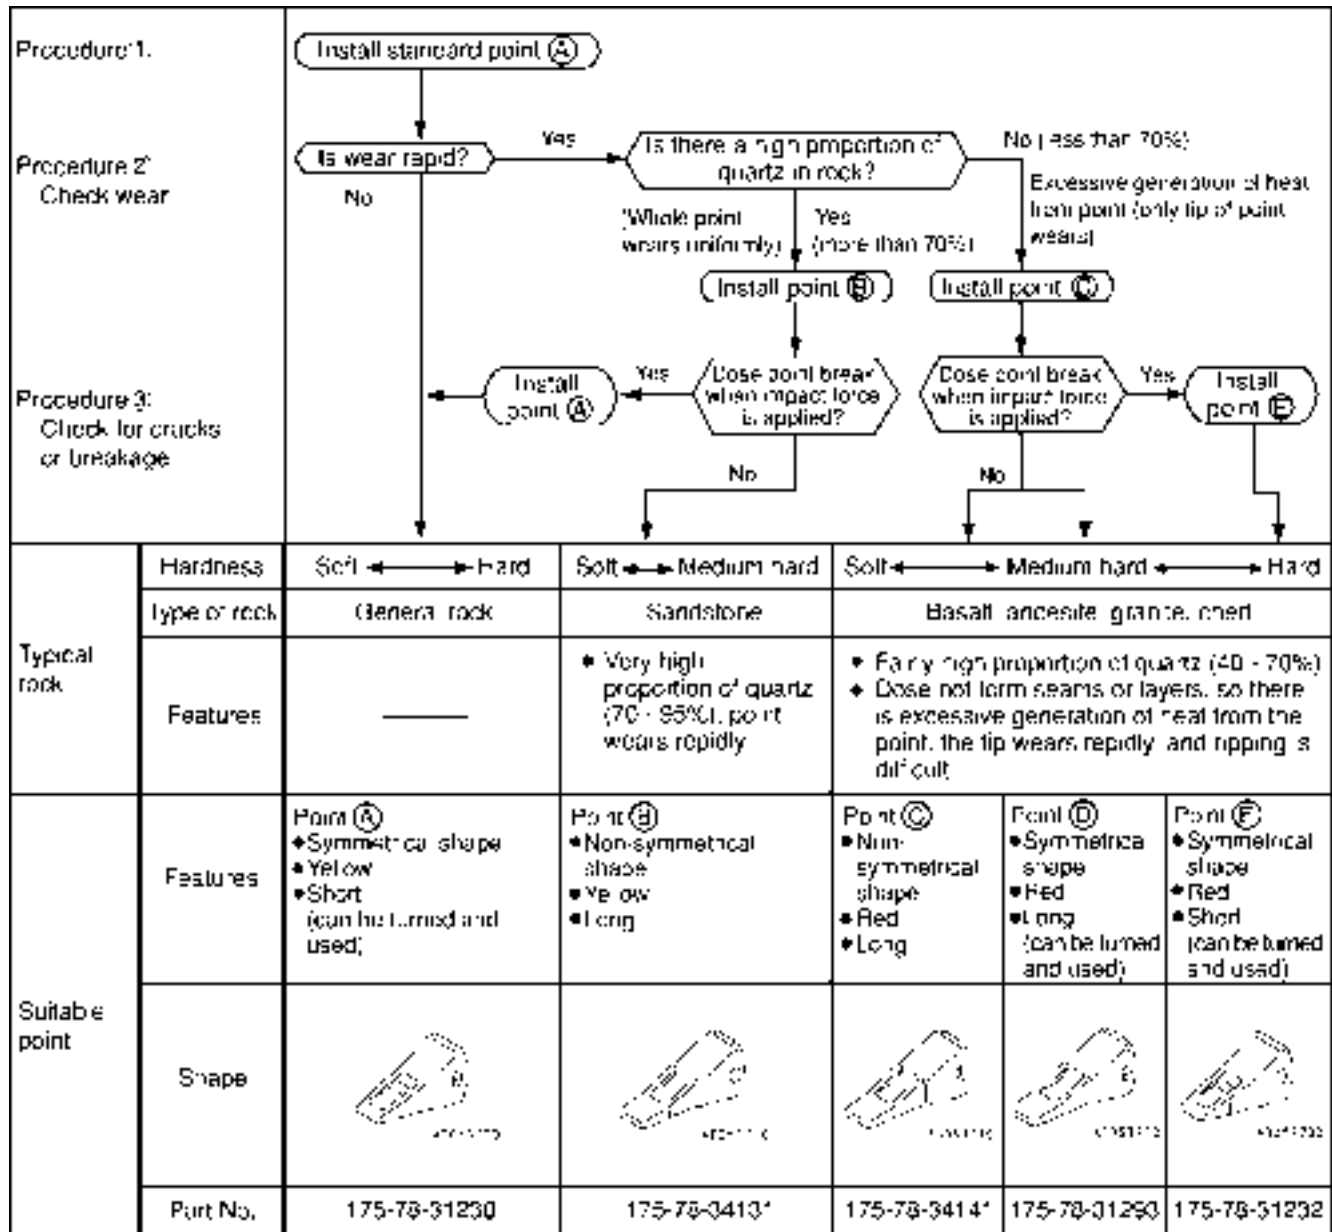 Procedure 1:
Install standard point Ⓐ
Procedure 2:
Check wear
Is wear rapid?
Yes
No
Is there a high proportion of
quartz in rock?
No (Less than 70%)
Excessive generation of heat
from point (only tip of point
wears)
(Whole point
wears uniformly)
Yes
(more than 70%)
Install point Ⓑ
Install point Ⓒ
Procedure 3:
Check for cracks
or breakage
Install
point Ⓐ
Yes
Dose point break
when impact force
is applied?
No
Dose point break
when impact force
is applied?
Yes
No
Install
point Ⓔ
Typical
rock
Hardness
Soft Hard
Soft Medium hard
Soft Medium hard Hard
Type of rock
General rock
Sandstone
Basalt, andesite, granite, chert
Features
• Very high
proportion of quartz
(70 - 95%), point
wears rapidly
• Fairly high proportion of quartz (40 - 70%)
• Dose not form seams or layers, so there
is excessive generation of heat from the
point, the tip wears rapidly, and ripping is
difficult
Suitable
point
Features
Point Ⓐ
• Symmetrical shape
• Yellow
• Short
(can be turned and
used)
Point Ⓑ
• Non-symmetrical
shape
• Yellow
• Long
Point Ⓒ
• Non-
symmetrical
shape
• Red
• Long
Point Ⓓ
• Symmetrical
shape
• Red
• Long
(can be turned
and used)
Point Ⓔ
• Symmetrical
shape
• Red
• Short
(can be turned
and used)
Shape
Part No.
175-78-31230
175-78-34131
175-78-34141
175-78-31293
175-78-31232